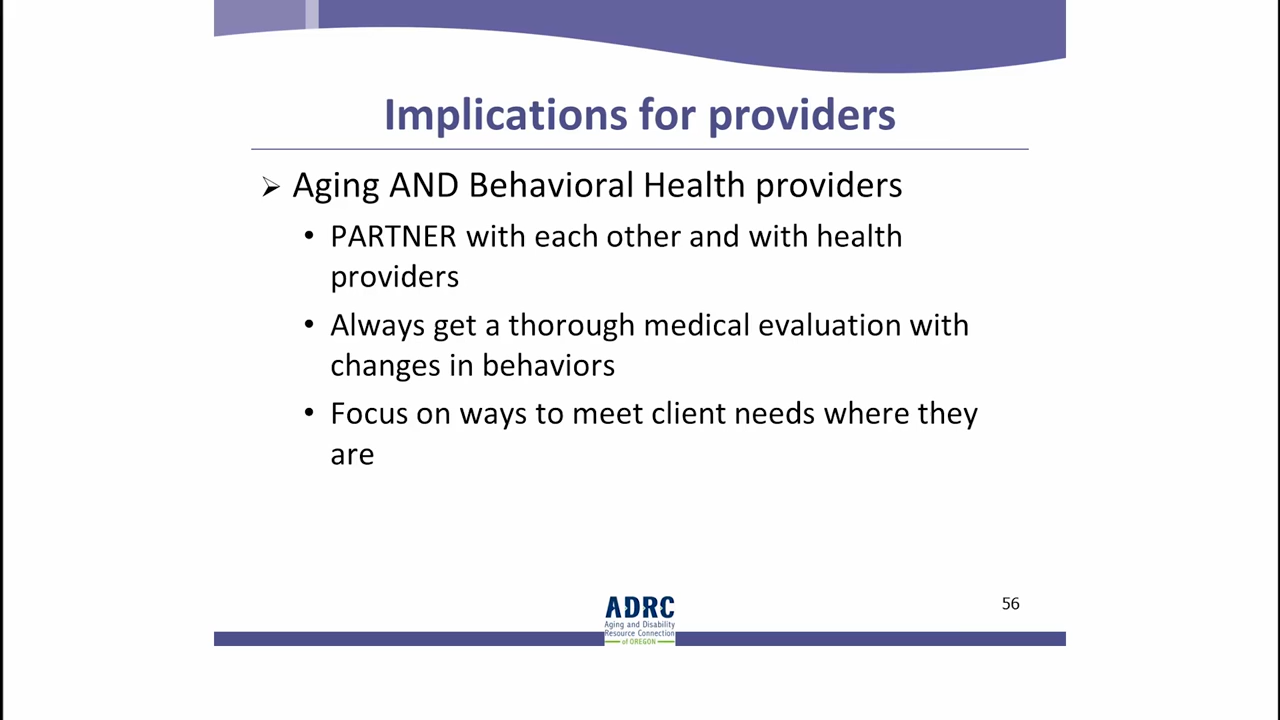 Implications for providers
➢ Aging AND Behavioral Health providers
• PARTNER with each other and with health
providers
• Always get a thorough medical evaluation with
changes in behaviors
• Focus on ways to meet client needs where they
are
56
ADRC
Aging and Disability
Resource Connection
of OREGON